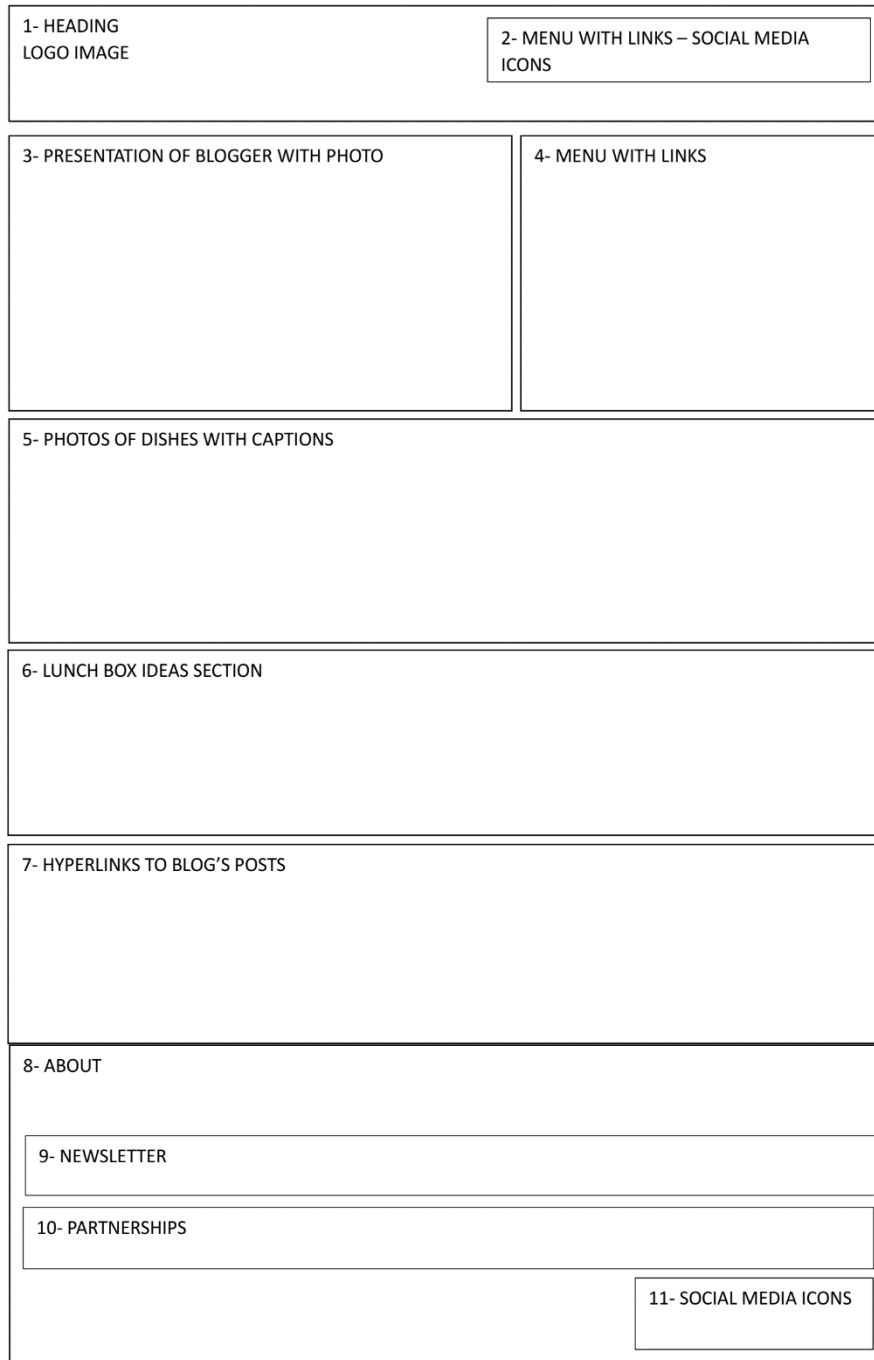 1- HEADING
LOGO IMAGE
2- MENU WITH LINKS – SOCIAL MEDIA
ICONS
3- PRESENTATION OF BLOGGER WITH PHOTO
4- MENU WITH LINKS
5- PHOTOS OF DISHES WITH CAPTIONS
6- LUNCH BOX IDEAS SECTION
7- HYPERLINKS TO BLOG’S POSTS
8- ABOUT
9- NEWSLETTER
10- PARTNERSHIPS
11- SOCIAL MEDIA ICONS